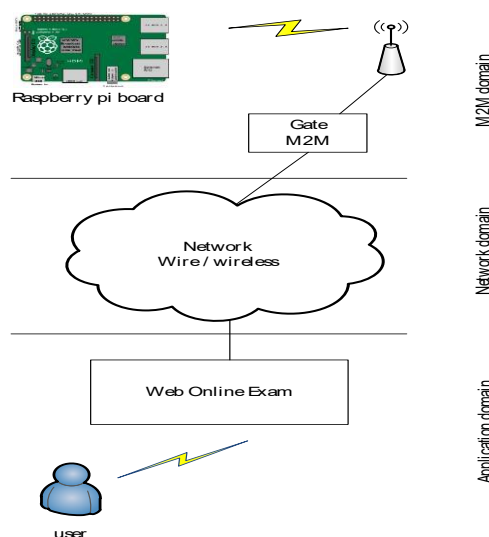 Raspberry pi board
Gate
M2M
M2M domain
Network
Wire / wireless
Network domain
Web Online Exam
Application domain
user